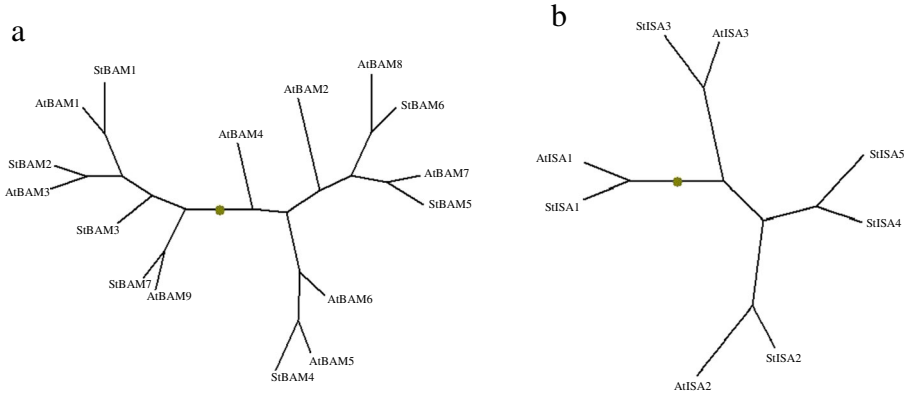 a
StBAM1
AtBAM1
StBAM2
AtBAM3
StBAM3
StBAM7
AtBAM9
AtBAM4
AtBAM2
AtBAM8
StBAM6
AtBAM7
StBAM5
AtBAM6
AtBAM5
StBAM4
b
StISA3
AtISA3
AtISA1
StISA1
StISA5
StISA4
StISA2
AtISA2